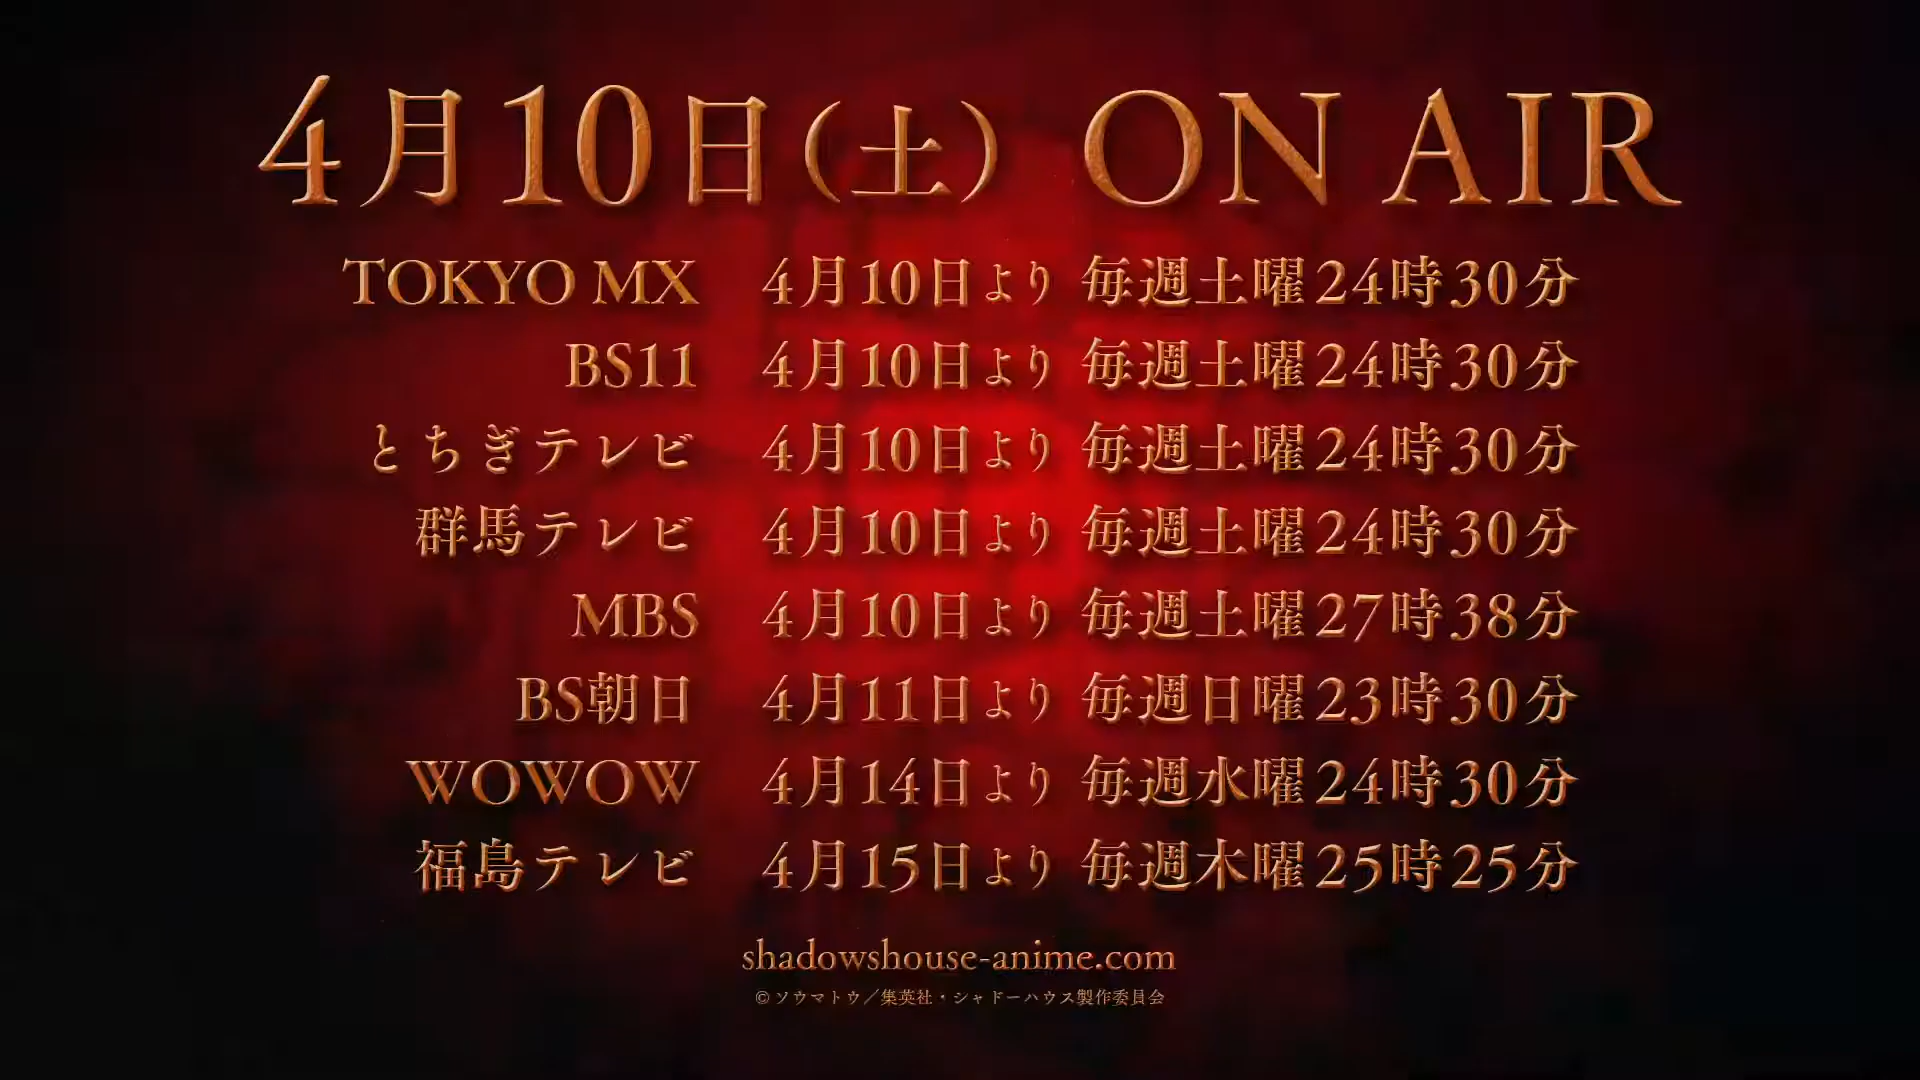 4月10日(土) ON AIR
TOKYO MX 4月10日より 毎週土曜24時30分
BS11 4月10日より 毎週土曜24時30分
とちぎテレビ 4月10日より 毎週土曜24時30分
群馬テレビ 4月10日より 毎週土曜24時30分
MBS 4月10日より 毎週土曜27時38分
BS朝日 4月11日より 毎週日曜23時30分
WOWOW 4月14日より 毎週水曜24時30分
福島テレビ 4月15日より 毎週木曜25時25分
shadowshouse-anime.com
©ソウマトウ／集英社・シャドーハウス製作委員会